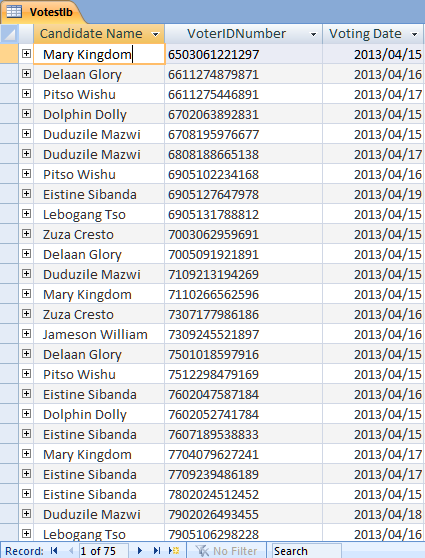 Votestlb
Candidate Name VoterIDNumber Voting Date
Mary Kingdom 6503061221297 2013/04/15
Delaan Glory 6611274879871 2013/04/16
Pitso Wishu 6611275446891 2013/04/17
Dolphin Dolly 6702063892831 2013/04/15
Duduzile Mazwi 6708195976677 2013/04/15
Duduzile Mazwi 6808188665138 2013/04/17
Pitso Wishu 6905102234168 2013/04/16
Eistine Sibanda 6905127647978 2013/04/19
Lebogang Tso 6905131788812 2013/04/15
Zuza Cresto 7003062959691 2013/04/15
Delaan Glory 7005091921891 2013/04/15
Duduzile Mazwi 7109213194269 2013/04/15
Mary Kingdom 7110266562596 2013/04/15
Zuza Cresto 7307177986186 2013/04/16
Jameson William 7309245521897 2013/04/16
Delaan Glory 7501018597916 2013/04/15
Pitso Wishu 7512298479169 2013/04/15
Eistine Sibanda 7602047587184 2013/04/16
Dolphin Dolly 7602052741784 2013/04/15
Eistine Sibanda 7607189538833 2013/04/15
Mary Kingdom 7704079627241 2013/04/17
Eistine Sibanda 7709239486189 2013/04/17
Eistine Sibanda 7802024512452 2013/04/15
Duduzile Mazwi 7902026493455 2013/04/18
Lebogang Tso 7905106298228 2013/04/16
Record: 1 of 75 No Filter Search